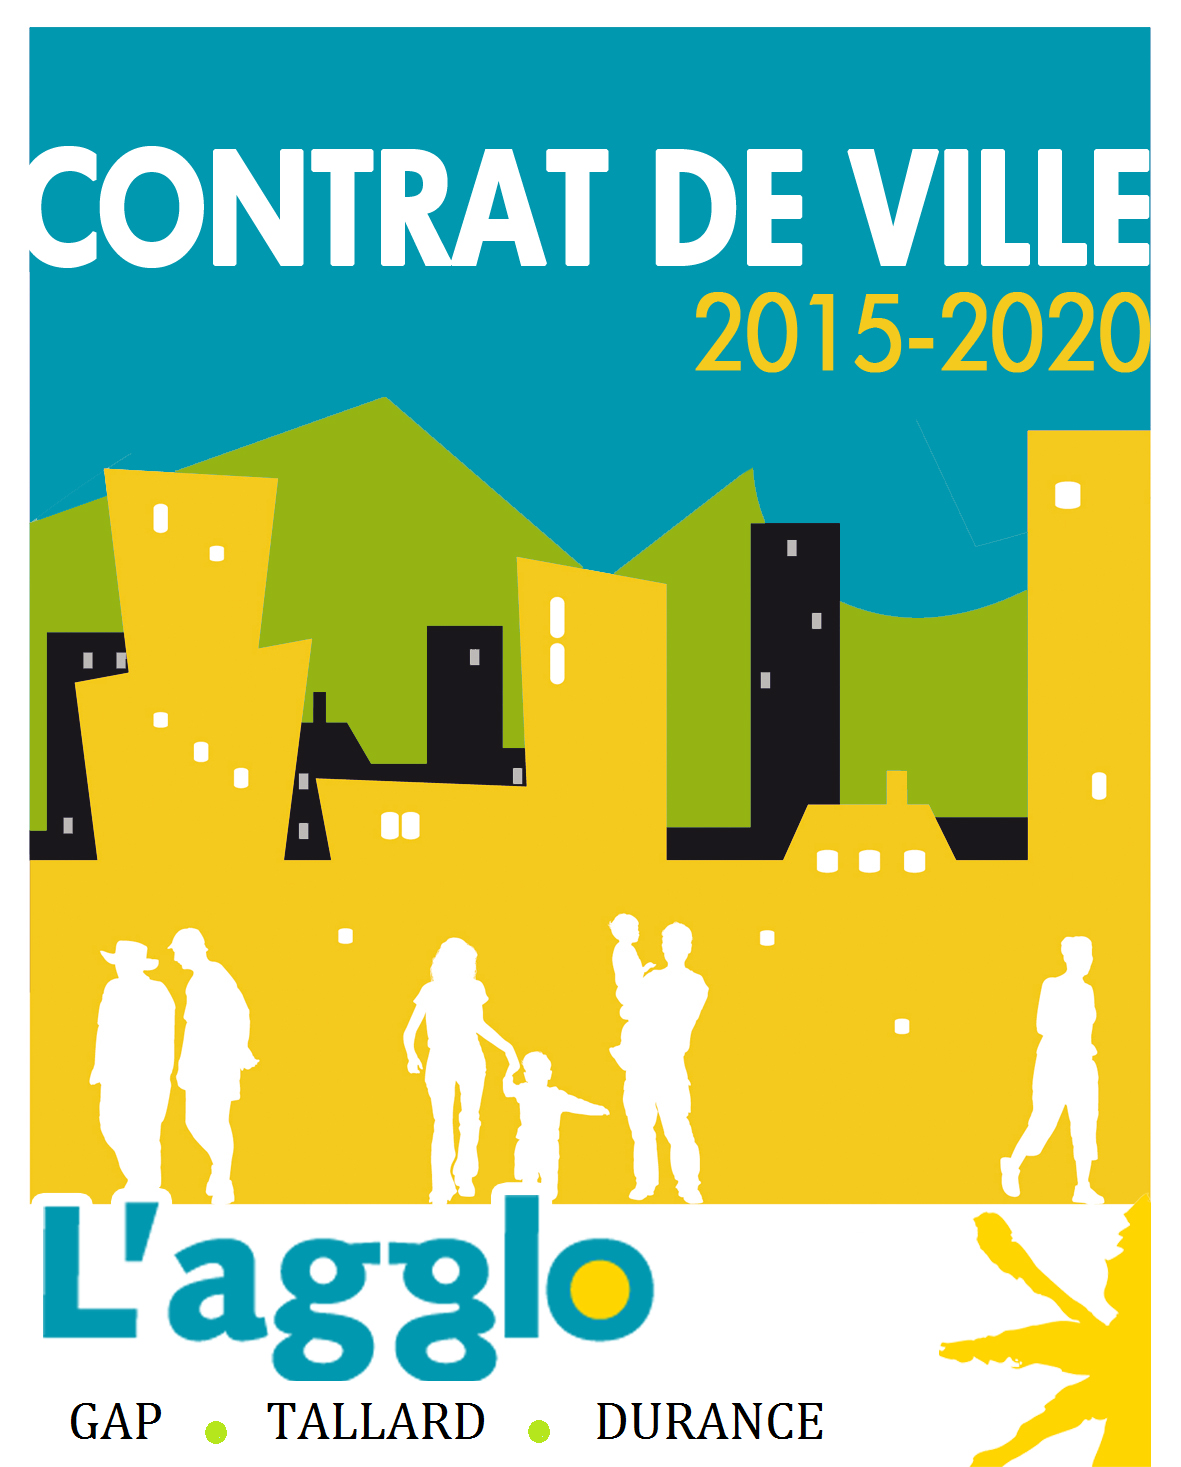 CONTRAT DE VILLE
2015-2020
L'agglo
GAP • TALLARD • DURANCE